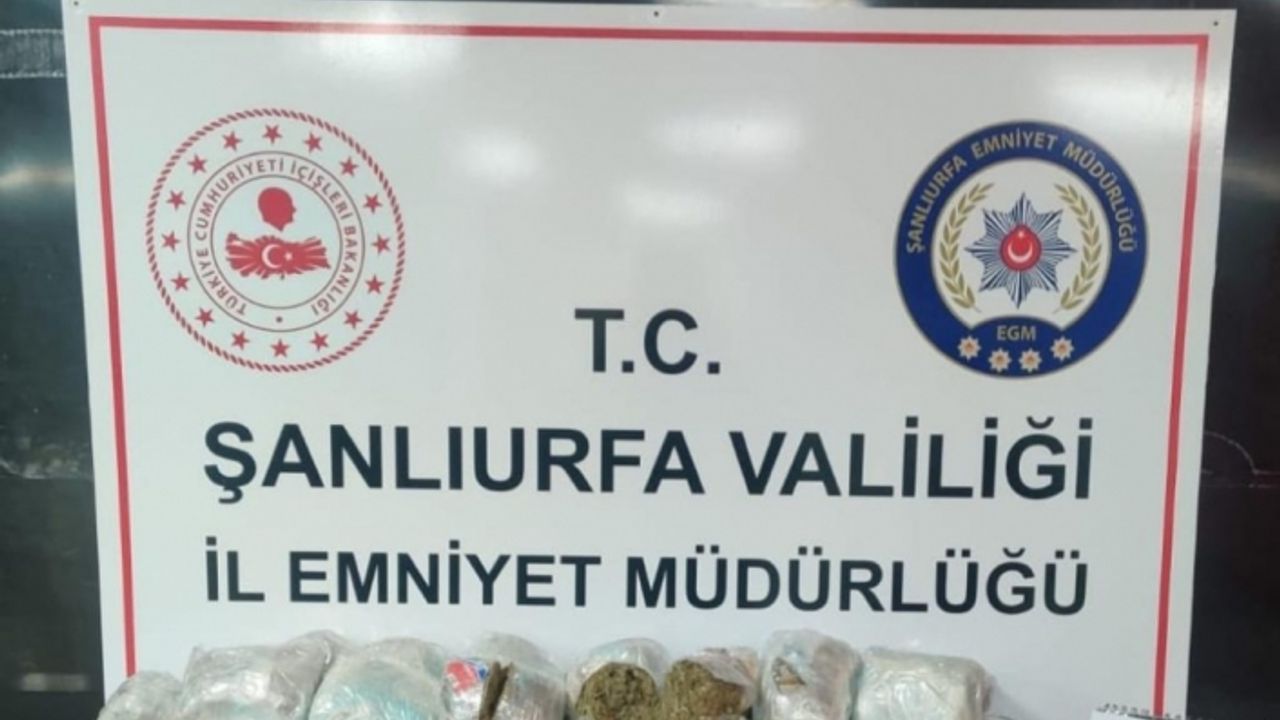 TÜRKİYE CUMHURİYETİ İÇİŞLERİ BAKANLIĞI
ŞANLIURFA EMNİYET MÜDÜRLÜĞÜ
EGM
T.C.
ŞANLIURFA VALİLİĞİ
İL EMNİYET MÜDÜRLÜĞÜ